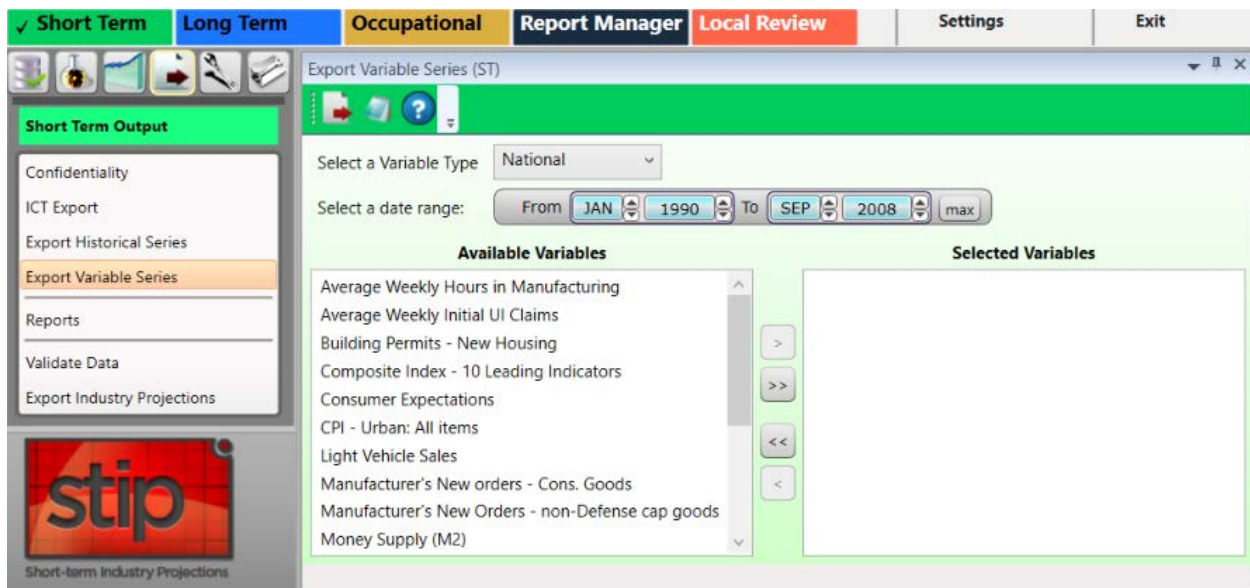 ✓ Short Term Long Term Occupational Report Manager Local Review Settings Exit
Export Variable Series (ST)
Short Term Output
Confidentiality
ICT Export
Export Historical Series
Export Variable Series
Reports
Validate Data
Export Industry Projections
stip
Short-term Industry Projections
Select a Variable Type National
Select a date range: From JAN 1990 To SEP 2008 max
Available Variables
Average Weekly Hours in Manufacturing
Average Weekly Initial UI Claims
Building Permits - New Housing
Composite Index - 10 Leading Indicators
Consumer Expectations
CPI - Urban: All items
Light Vehicle Sales
Manufacturer's New orders - Cons. Goods
Manufacturer's New Orders - non-Defense cap goods
Money Supply (M2)
>
>>
<<
<
Selected Variables